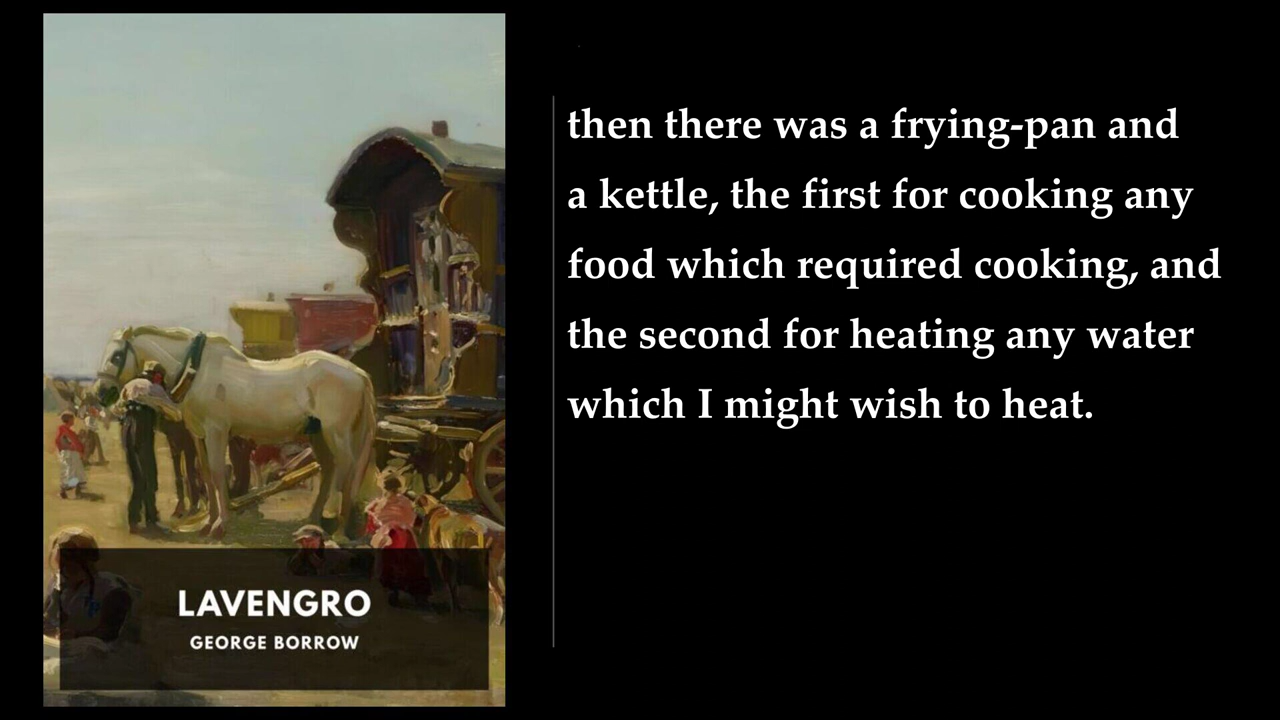 then there was a frying-pan and
a kettle, the first for cooking any
food which required cooking, and
the second for heating any water
which I might wish to heat.
LAVENGRO
GEORGE BORROW